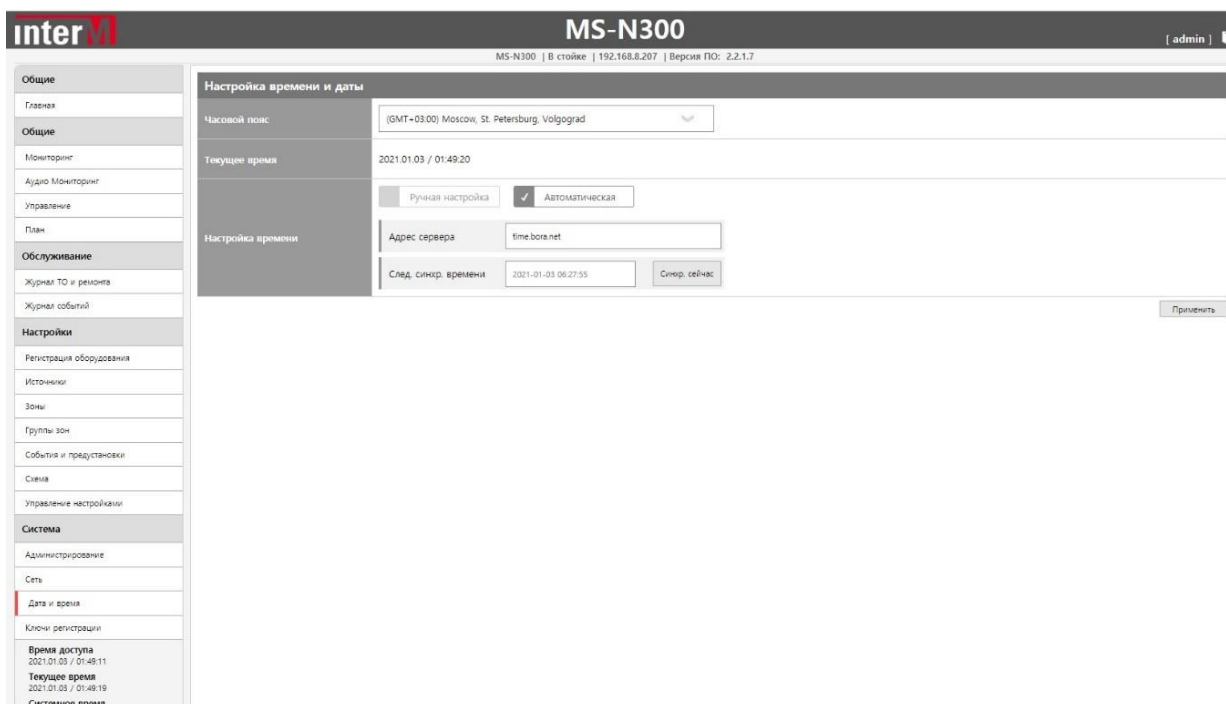 inter M
MS-N300
[ admin ]
MS-N300 | В стойке | 192.168.8.207 | Версия ПО: 2.2.1.7
Общие
Главная
Общие
Мониторинг
Аудио Мониторинг
Управление
План
Обслуживание
Журнал ТО и ремонта
Журнал событий
Настройки
Регистрация оборудования
Источники
Зоны
Группы зон
События и предустановки
Схема
Управление настройками
Система
Администрирование
Сеть
Дата и время
Ключи регистрации
Время доступа
2021.01.03 / 01:49:11
Текущее время
2021.01.03 / 01:49:19
Системное время
Настройка времени и даты
Часовой пояс
(GMT+03:00) Moscow, St. Petersburg, Volgograd
Текущее время
2021.01.03 / 01:49:20
Настройка времени
Ручная настройка
Автоматическая
Адрес сервера
time.bora.net
След. синхр. времени
2021-01-03 06:27:55
Синхр. сейчас
Применить